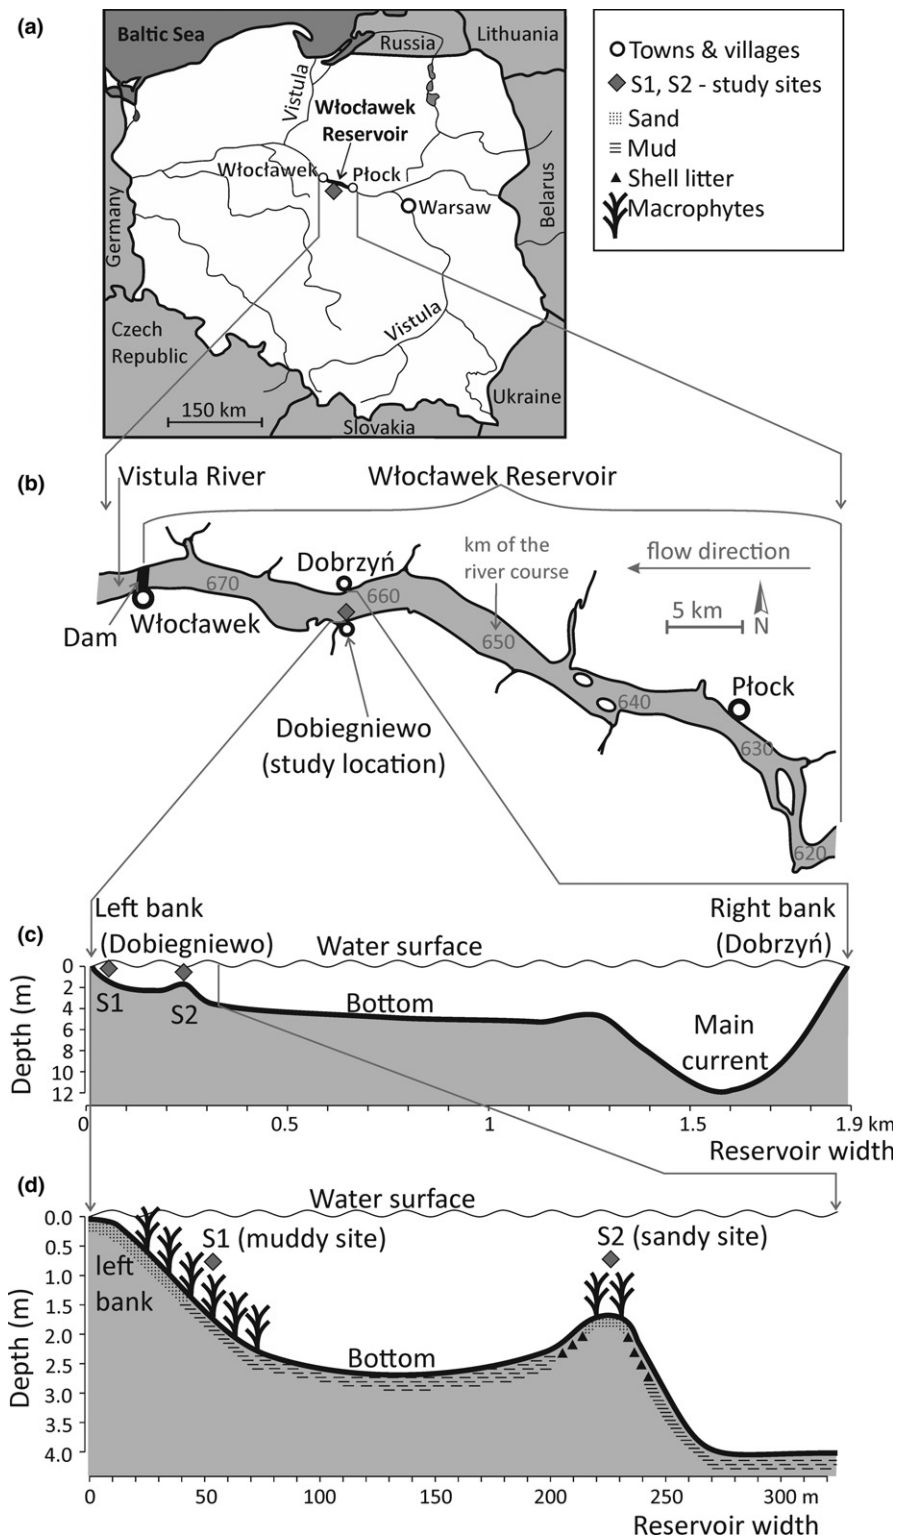 (a)
Baltic Sea
Russia
Lithuania
Vistula
Włocławek
Reservoir
Włocławek
Płock
Warsaw
Germany
Belarus
Czech
Republic
Vistula
Ukraine
150 km
Slovakia
Towns & villages
S1, S2 - study sites
Sand
Mud
Shell litter
Macrophytes
(b)
Vistula River
Włocławek Reservoir
Dobrzyń
km of the
river course
flow direction
670
660
650
640
630
620
5 km
N
Dam
Włocławek
Płock
Dobiegniewo
(study location)
(c)
Left bank
(Dobiegniewo)
Right bank
(Dobrzyń)
Water surface
Depth (m)
0
2
4
6
8
10
12
S1
S2
Bottom
Main
current
0
0.5
1
1.5
1.9 km
Reservoir width
(d)
Water surface
Depth (m)
0.0
0.5
1.0
1.5
2.0
2.5
3.0
3.5
4.0
S1 (muddy site)
S2 (sandy site)
left
bank
Bottom
0
50
100
150
200
250
300 m
Reservoir width